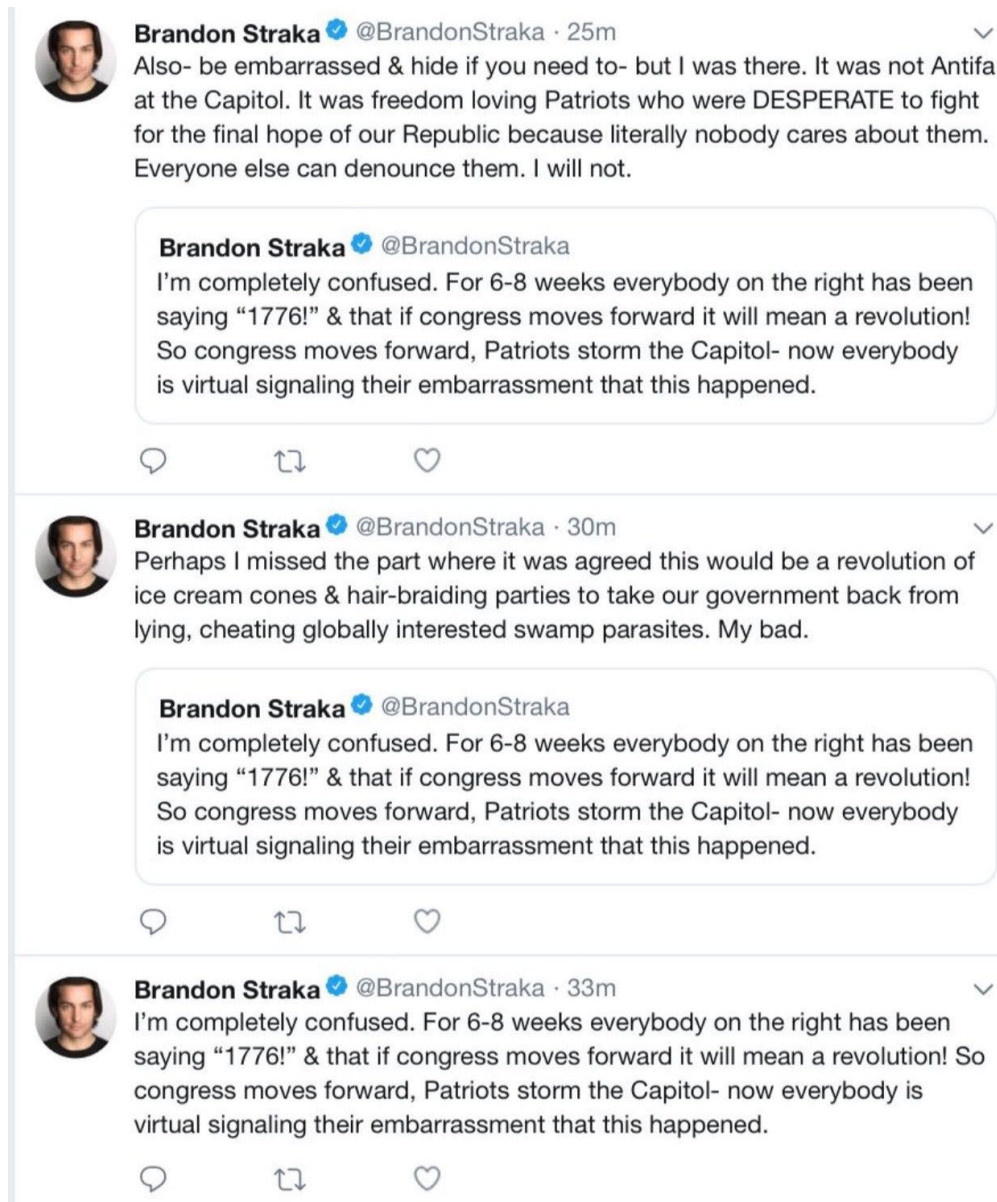 Brandon Straka @BrandonStraka · 25m
Also- be embarrassed & hide if you need to- but I was there. It was not Antifa
at the Capitol. It was freedom loving Patriots who were DESPERATE to fight
for the final hope of our Republic because literally nobody cares about them.
Everyone else can denounce them. I will not.
Brandon Straka @BrandonStraka
I'm completely confused. For 6-8 weeks everybody on the right has been
saying “1776!” & that if congress moves forward it will mean a revolution!
So congress moves forward, Patriots storm the Capitol- now everybody
is virtual signaling their embarrassment that this happened.
Brandon Straka @BrandonStraka · 30m
Perhaps I missed the part where it was agreed this would be a revolution of
ice cream cones & hair-braiding parties to take our government back from
lying, cheating globally interested swamp parasites. My bad.
Brandon Straka @BrandonStraka
I'm completely confused. For 6-8 weeks everybody on the right has been
saying “1776!” & that if congress moves forward it will mean a revolution!
So congress moves forward, Patriots storm the Capitol- now everybody
is virtual signaling their embarrassment that this happened.
Brandon Straka @BrandonStraka · 33m
I'm completely confused. For 6-8 weeks everybody on the right has been
saying “1776!” & that if congress moves forward it will mean a revolution! So
congress moves forward, Patriots storm the Capitol- now everybody is
virtual signaling their embarrassment that this happened.